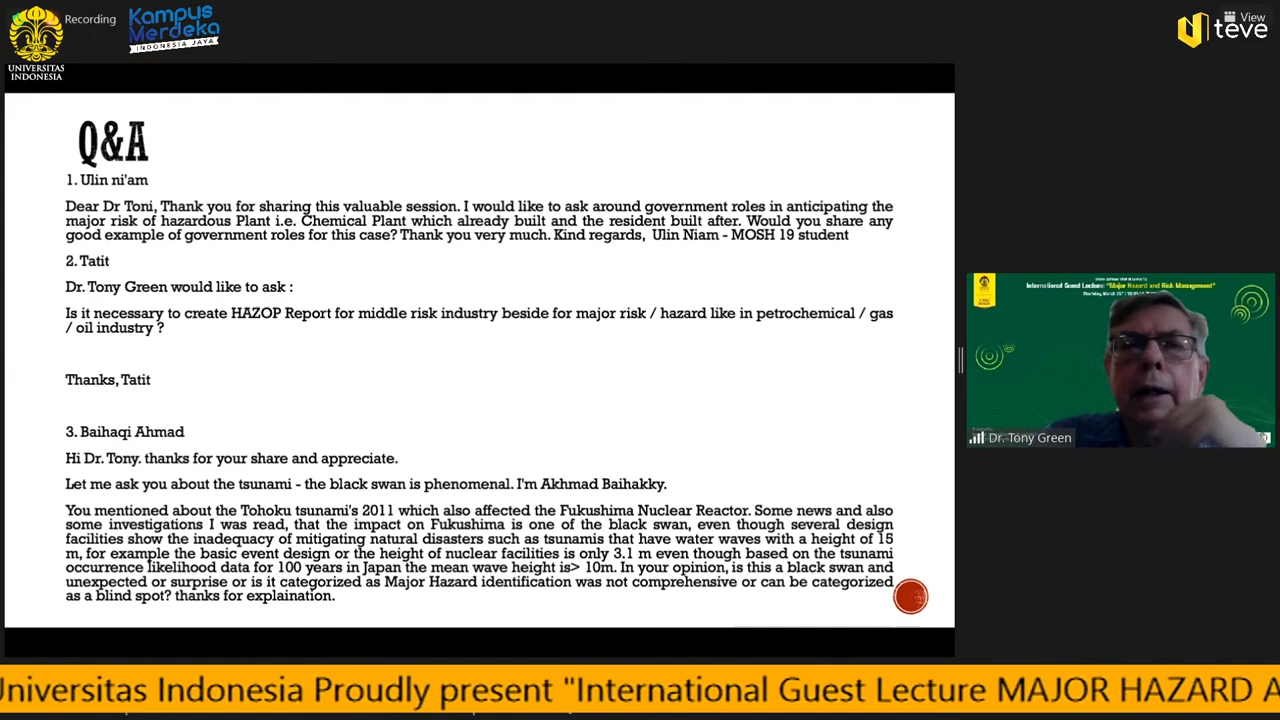 Recording
UNIVERSITAS
INDONESIA
Kampus
Merdeka
INDONESIA JAYA
View
teve
Q&A
1. Ulin ni'am
Dear Dr Toni, Thank you for sharing this valuable session. I would like to ask around government roles in anticipating the
major risk of hazardous Plant i.e. Chemical Plant which already built and the resident built after. Would you share any
good example of government roles for this case? Thank you very much. Kind regards, Ulin Niam - MOSH 19 student
2. Tatit
Dr. Tony Green would like to ask :
Is it necessary to create HAZOP Report for middle risk industry beside for major risk / hazard like in petrochemical / gas
/ oil industry ?
Thanks, Tatit
3. Baihaqi Ahmad
Hi Dr. Tony. thanks for your share and appreciate.
Let me ask you about the tsunami - the black swan is phenomenal. I'm Akhmad Baihakky.
You mentioned about the Tohoku tsunami's 2011 which also affected the Fukushima Nuclear Reactor. Some news and also
some investigations I was read, that the impact on Fukushima is one of the black swan, even though several design
facilities show the inadequacy of mitigating natural disasters such as tsunamis that have water waves with a height of 15
m, for example the basic event design or the height of nuclear facilities is only 3.1 m even though based on the tsunami
occurrence likelihood data for 100 years in Japan the mean wave height is> 10m. In your opinion, is this a black swan and
unexpected or surprise or is it categorized as Major Hazard identification was not comprehensive or can be categorized
as a blind spot? thanks for explaination.
International Guest Lecture: "Major Hazard and Risk Management"
Dr. Tony Green
Universitas Indonesia Proudly present "International Guest Lecture MAJOR HAZARD A